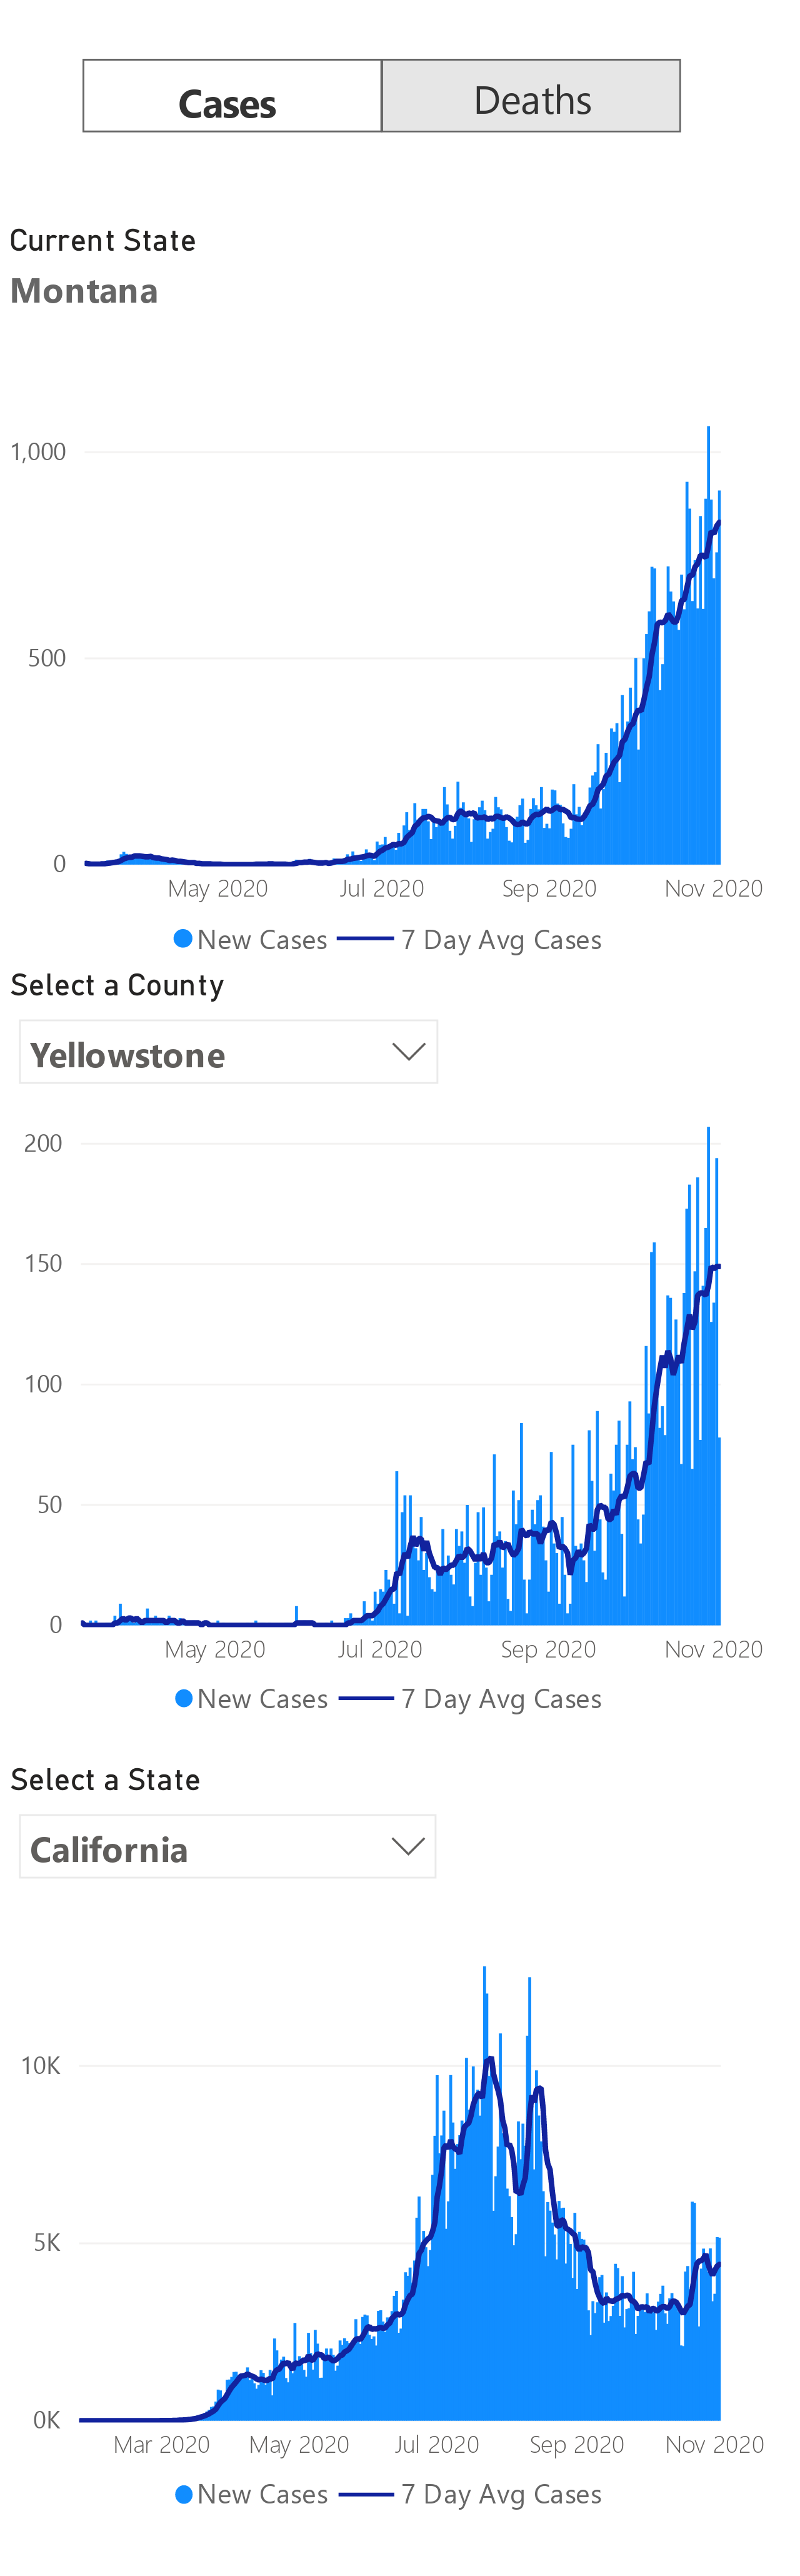 Cases Deaths
Current State
Montana
1,000
500
0
May 2020 Jul 2020 Sep 2020 Nov 2020
New Cases 7 Day Avg Cases
Select a County
Yellowstone
200
150
100
50
0
May 2020 Jul 2020 Sep 2020 Nov 2020
New Cases 7 Day Avg Cases
Select a State
California
10K
5K
0K
Mar 2020 May 2020 Jul 2020 Sep 2020 Nov 2020
New Cases 7 Day Avg Cases